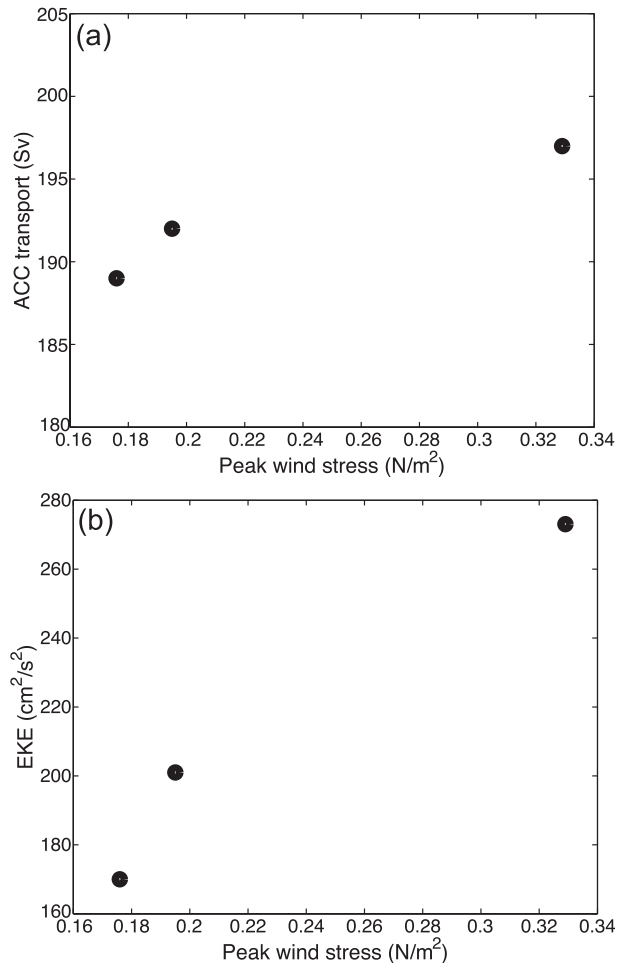 (a)
205
200
195
190
185
180
ACC transport (Sv)
0.16 0.18 0.2 0.22 0.24 0.26 0.28 0.3 0.32 0.34
Peak wind stress (N/m²)
(b)
280
260
240
220
200
180
160
EKE (cm²/s²)
0.16 0.18 0.2 0.22 0.24 0.26 0.28 0.3 0.32 0.34
Peak wind stress (N/m²)